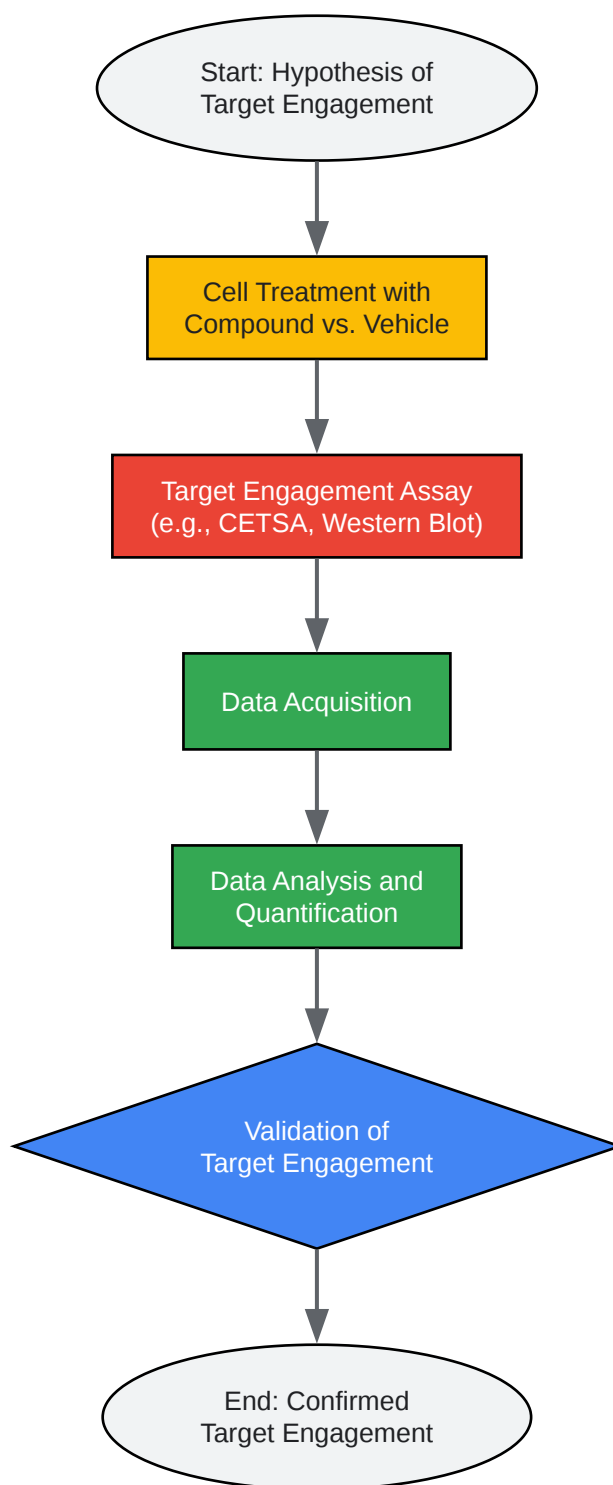 Start: Hypothesis of
Target Engagement
Cell Treatment with
Compound vs. Vehicle
Target Engagement Assay
(e.g., CETSA, Western Blot)
Data Acquisition
Data Analysis and
Quantification
Validation of
Target Engagement
End: Confirmed
Target Engagement